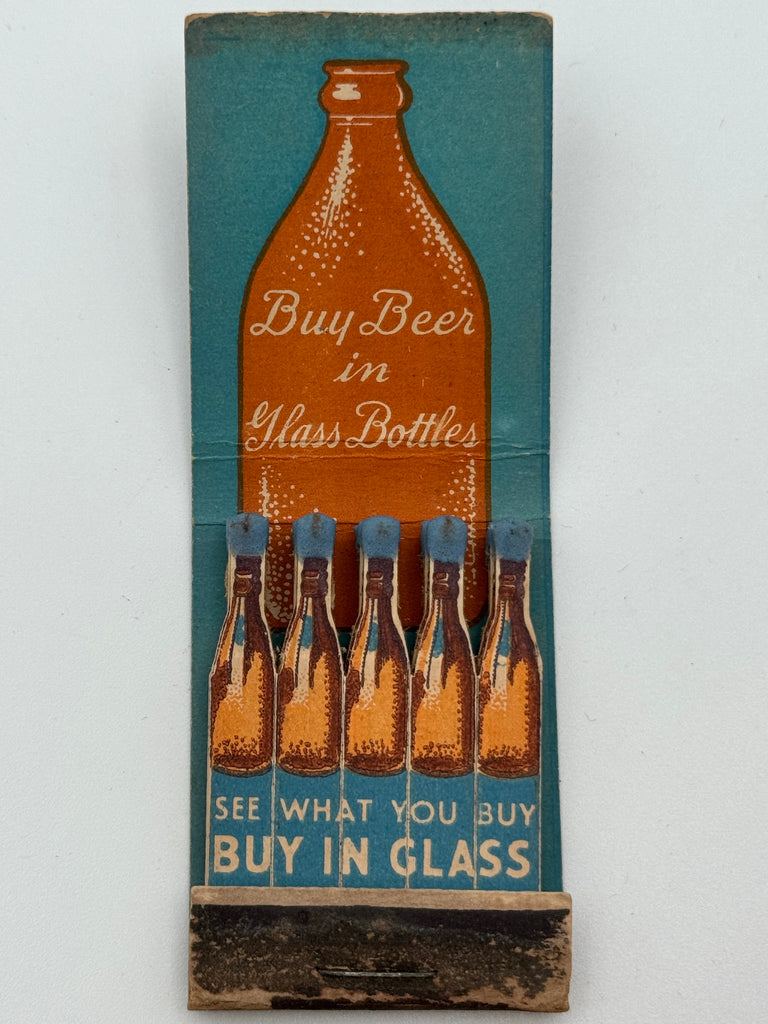 Buy Beer
in
Glass Bottles
SEE WHAT YOU BUY
BUY IN GLASS